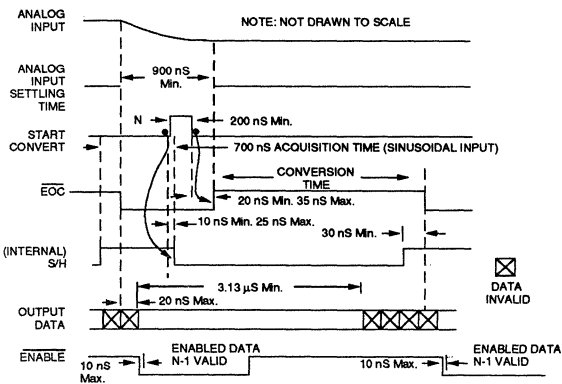 ANALOG
INPUT
NOTE: NOT DRAWN TO SCALE
ANALOG
INPUT
SETTLING
TIME
900 nS
Min.
N
200 nS Min.
START
CONVERT
700 nS ACQUISITION TIME (SINUSOIDAL INPUT)
CONVERSION
TIME
EOC
20 nS Min. 35 nS Max.
10 nS Min. 25 nS Max.
30 nS Min.
(INTERNAL)
S/H
3.13 µS Min.
20 nS Max.
DATA
INVALID
OUTPUT
DATA
ENABLE
10 nS
Max.
ENABLED DATA
N-1 VALID
10 nS Max.
ENABLED DATA
N VALID